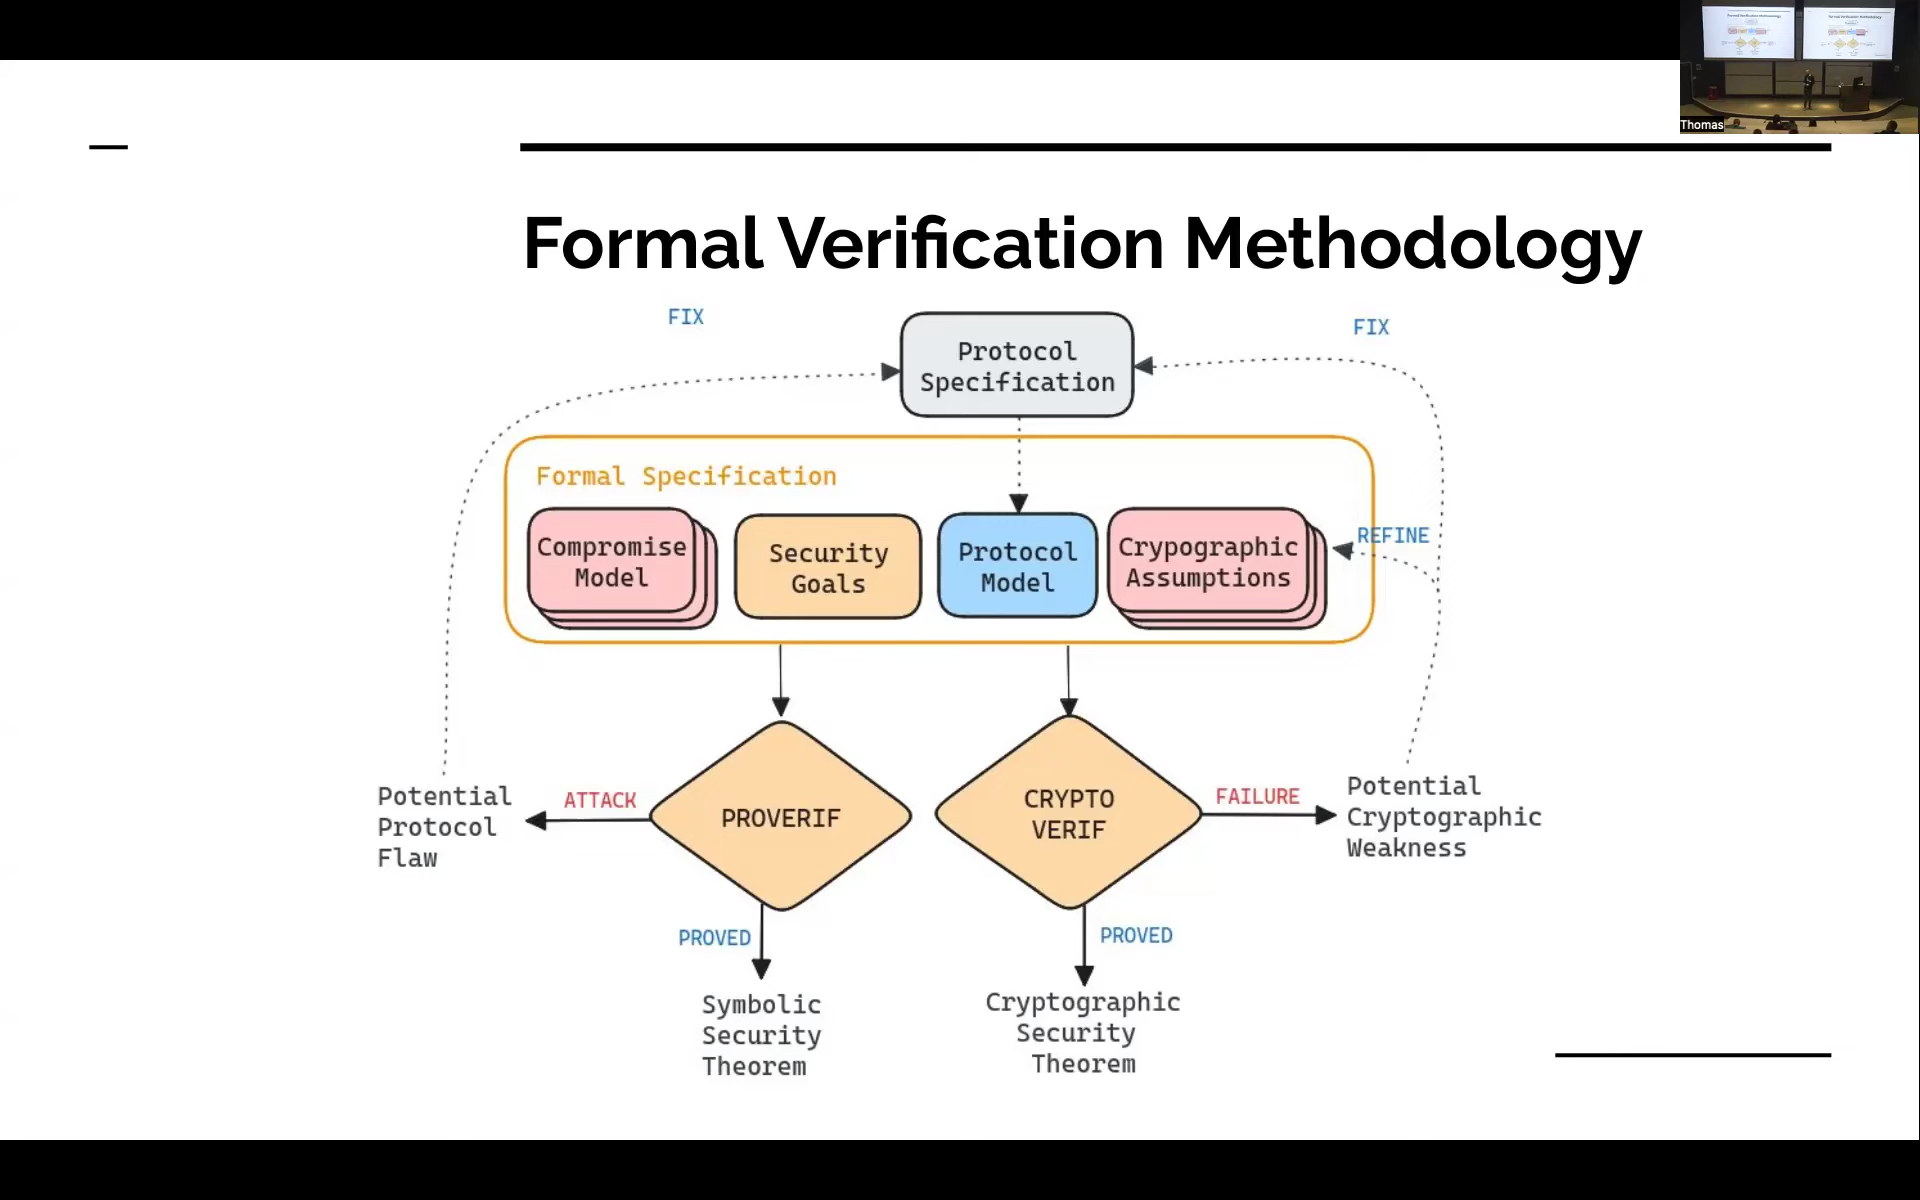 Thomas
Formal Verification Methodology
FIX
FIX
Protocol
Specification
Formal Specification
Compromise
Model
Security
Goals
Protocol
Model
Crypographic
Assumptions
REFINE
PROVERIF
CRYPTO
VERIF
ATTACK
Potential
Protocol
Flaw
FAILURE
Potential
Cryptographic
Weakness
PROVED
PROVED
Symbolic
Security
Theorem
Cryptographic
Security
Theorem